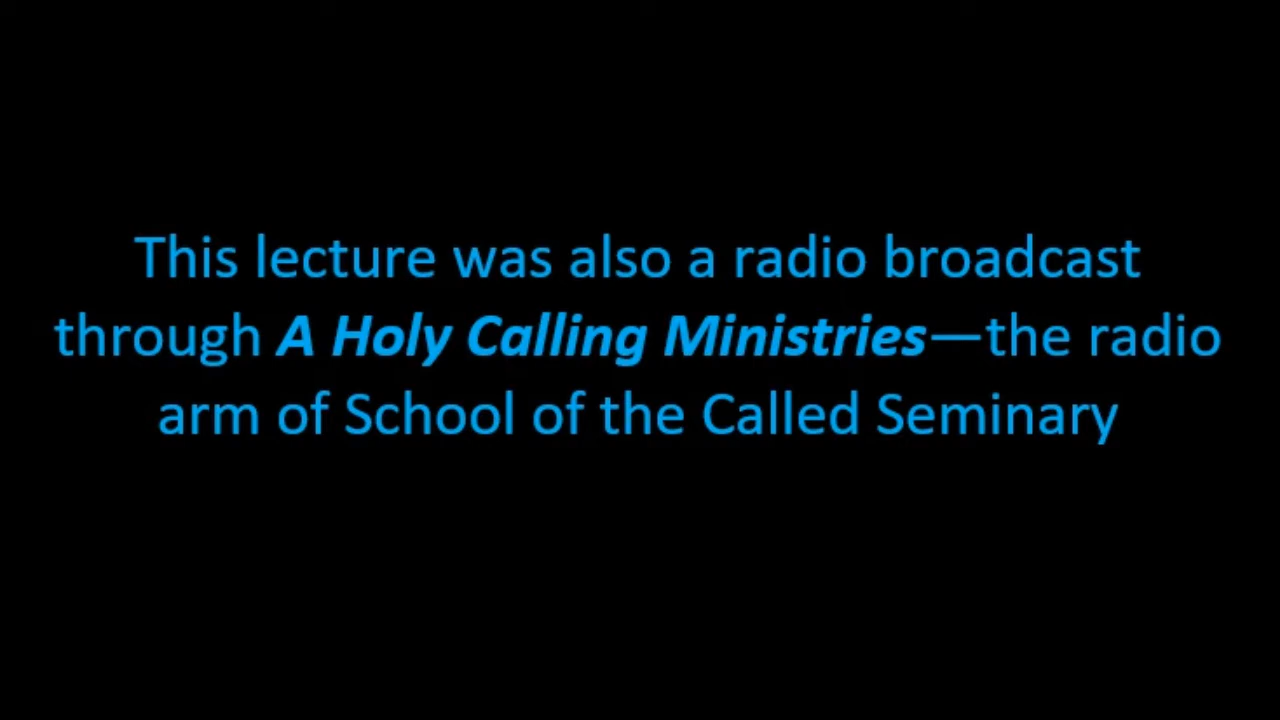 This lecture was also a radio broadcast
through A Holy Calling Ministries—the radio
arm of School of the Called Seminary